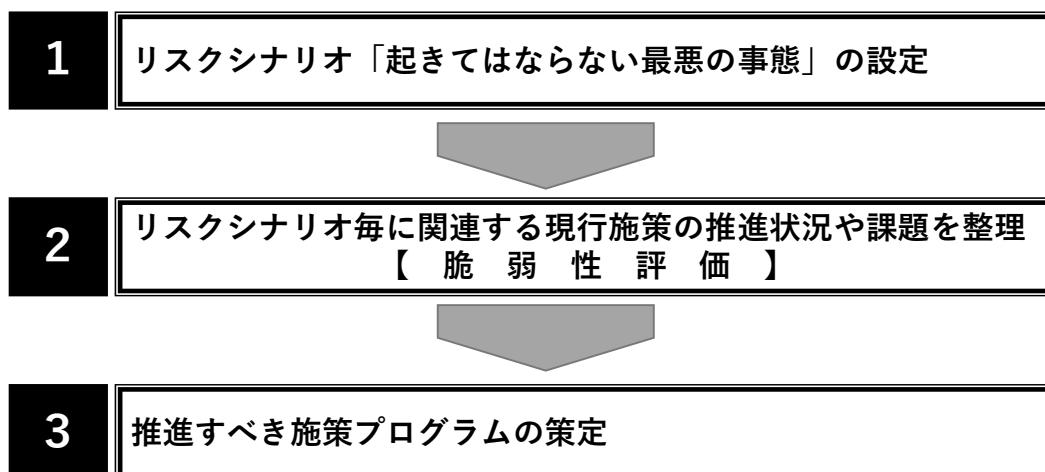 1
リスクシナリオ「起きてはならない最悪の事態」の設定
2
リスクシナリオ毎に関連する現行施策の推進状況や課題を整理
【　脆　弱　性　評　価　】
3
推進すべき施策プログラムの策定